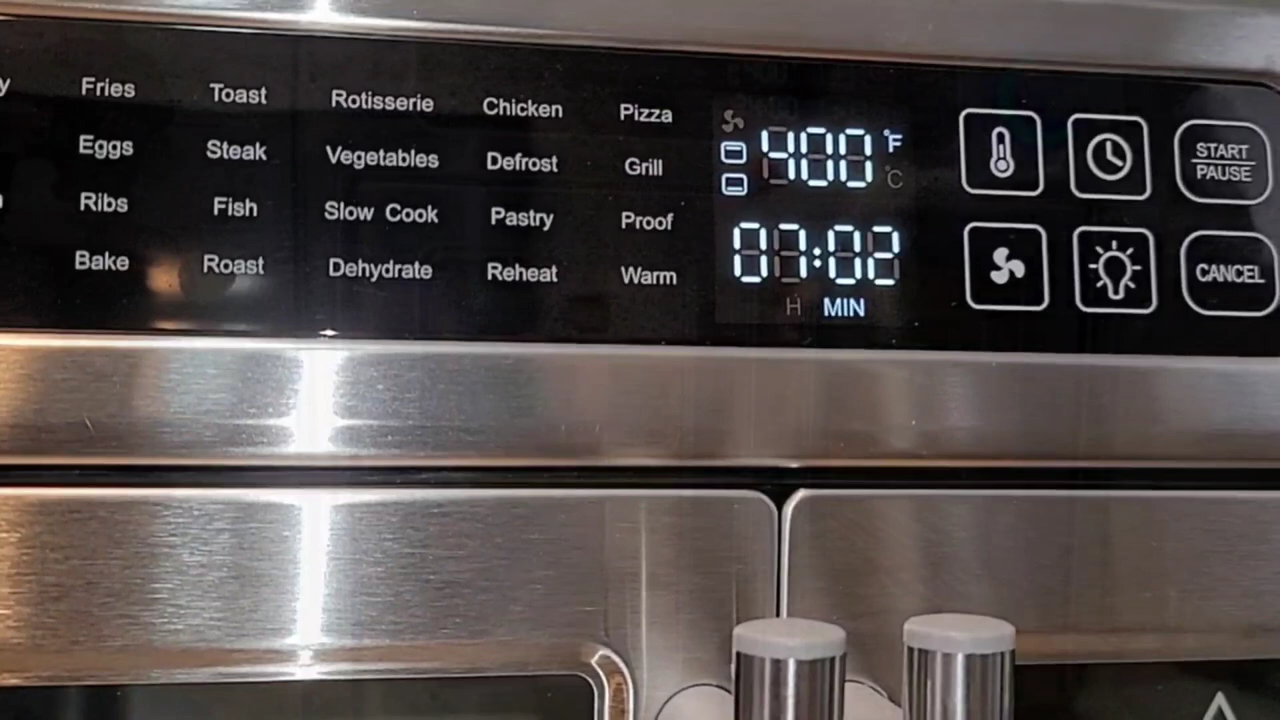 Fries Toast Rotisserie Chicken Pizza
Eggs Steak Vegetables Defrost Grill
Ribs Fish Slow Cook Pastry Proof
Bake Roast Dehydrate Reheat Warm
400 °F
°C
07:02
H MIN
START
PAUSE
CANCEL